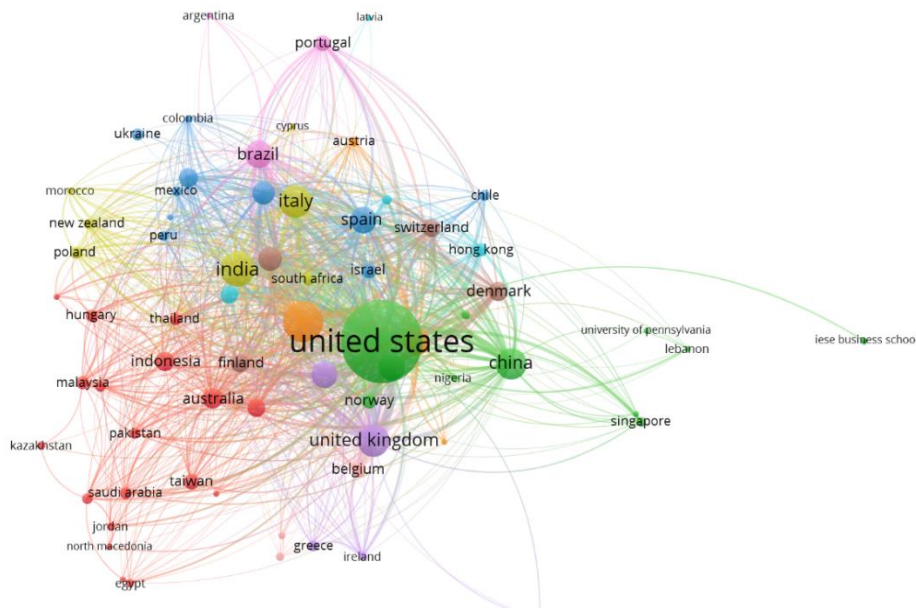 argentina
latvia
portugal
colombia
ukraine
cyprus
austria
brazil
morocco
mexico
italy
chile
new zealand
peru
spain
switzerland
poland
hong kong
india
south africa
israel
denmark
hungary
thailand
united states
university of pennsylvania
iese business schoo
lebanon
indonesia
finland
china
malaysia
nigeria
australia
norway
singapore
pakistan
kazakhstan
united kingdom
belgium
taiwan
saudi arabia
jordan
north macedonia
greece
ireland
egypt